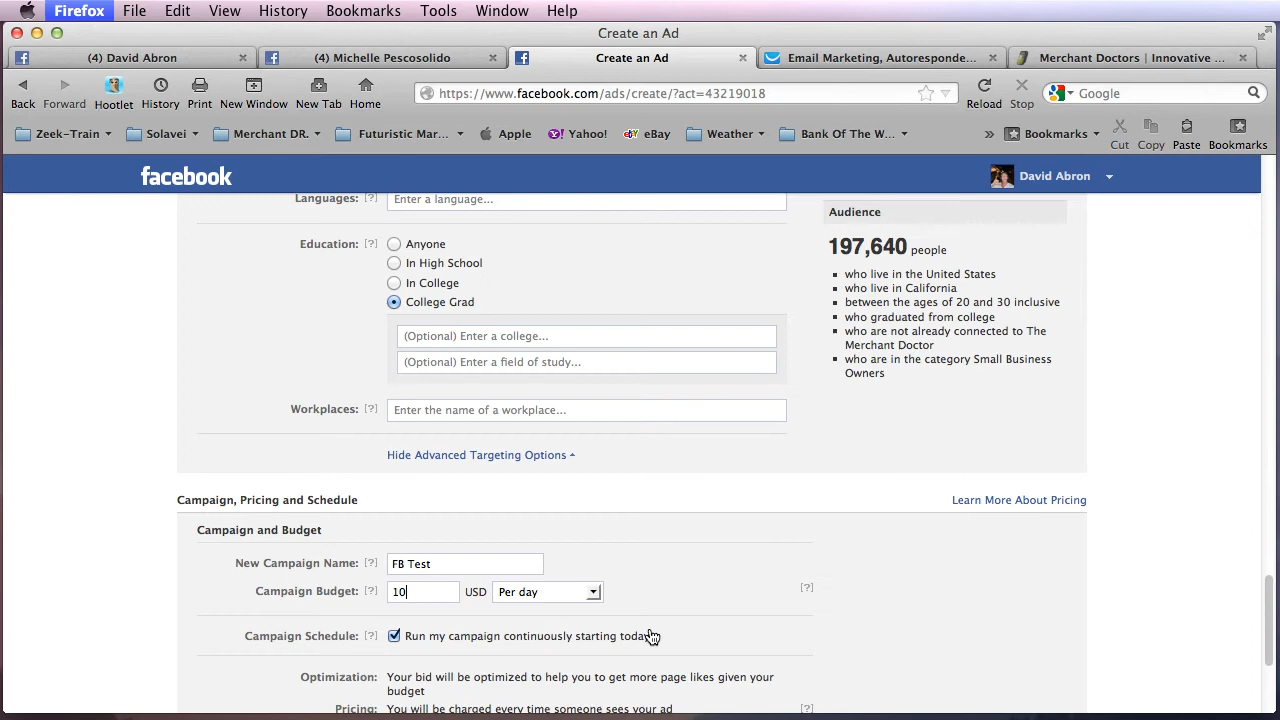 Firefox File Edit View History Bookmarks Tools Window Help
Create an Ad
(4) David Abron
(4) Michelle Pescosolido
Create an Ad
Email Marketing, Autoresponde...
Merchant Doctors | Innovative ...
Back Forward Hootlet History Print New Window New Tab Home
https://www.facebook.com/ads/create/?act=43219018
Reload Stop
Google
Zeek-Train Solavei Merchant DR. Futuristic Mar... Apple Yahoo! eBay Weather Bank Of The W... » Bookmarks Cut Copy Paste Bookmarks
facebook
David Abron
Languages: [?] Enter a language...
Education: [?] Anyone
In High School
In College
College Grad
(Optional) Enter a college...
(Optional) Enter a field of study...
Workplaces: [?] Enter the name of a workplace...
Hide Advanced Targeting Options
Audience
197,640 people
who live in the United States
who live in California
between the ages of 20 and 30 inclusive
who graduated from college
who are not already connected to The
Merchant Doctor
who are in the category Small Business
Owners
Campaign, Pricing and Schedule
Learn More About Pricing
Campaign and Budget
New Campaign Name: [?] FB Test
Campaign Budget: [?] 10 USD Per day [?]
Campaign Schedule: [?] Run my campaign continuously starting today
Optimization: Your bid will be optimized to help you to get more page likes given your
budget
Pricing: You will be charged every time someone sees your ad [?]